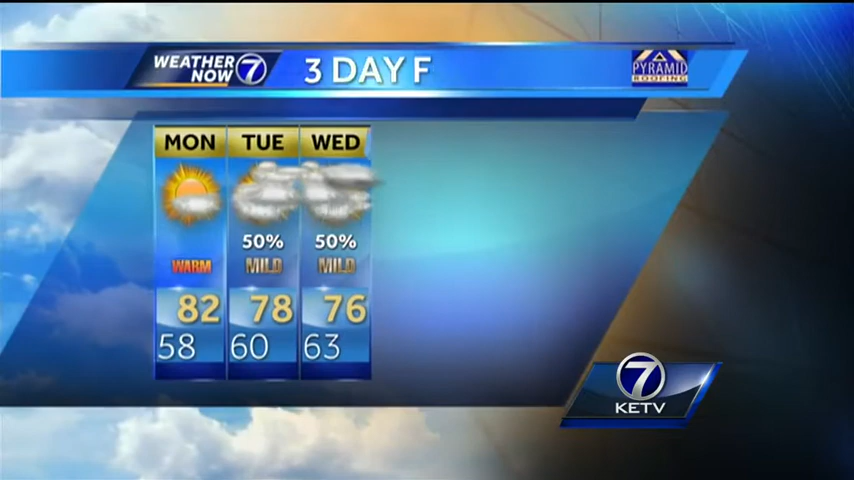 WEATHER NOW 7
3 DAY F
PYRAMID
ROOFING
MON TUE WED
50% 50%
WARM MILD MILD
82 78 76
58 60 63
7
KETV